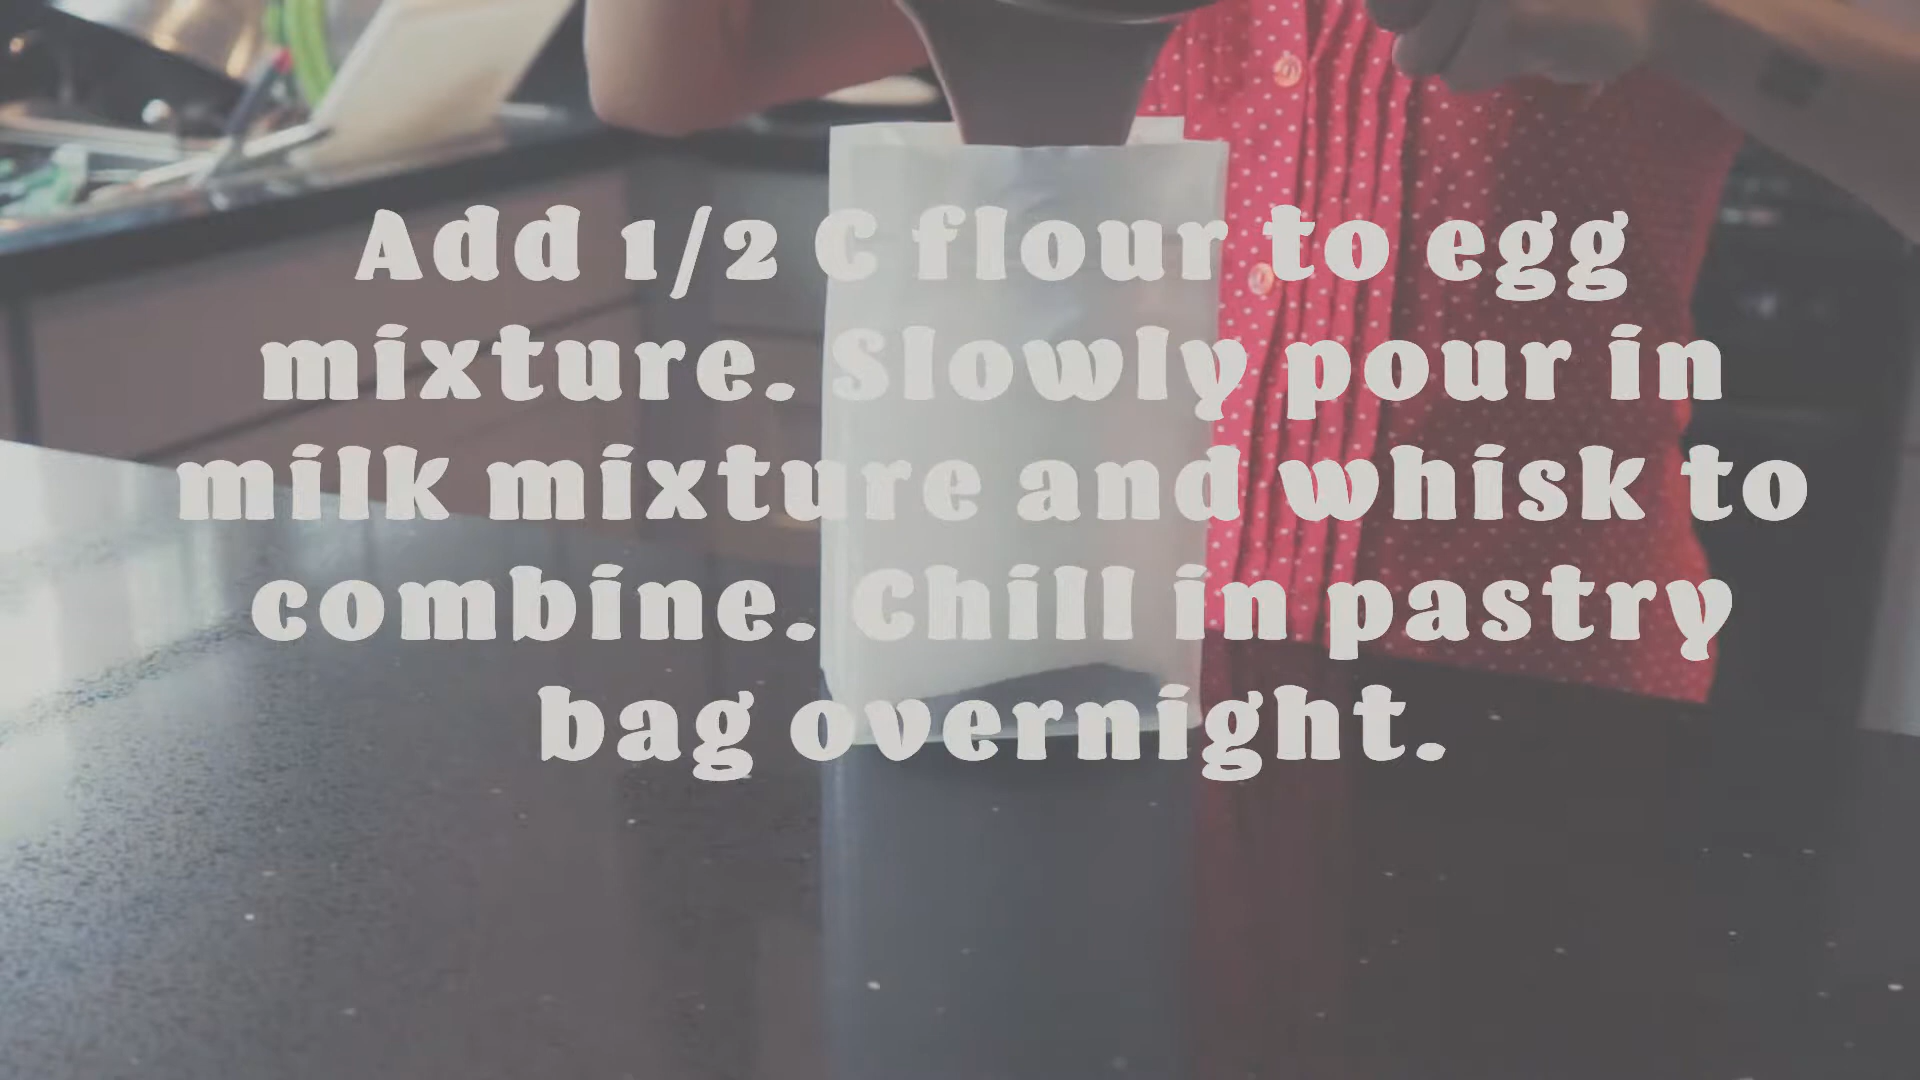 Add 1/2 C flour to egg
mixture. Slowly pour in
milk mixture and whisk to
combine. Chill in pastry
bag overnight.